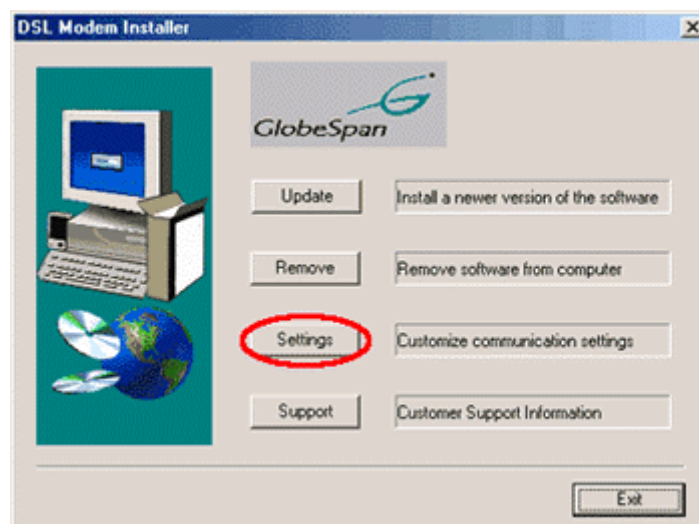 DSL Modem Installer
GlobeSpan
Update Install a newer version of the software
Remove Remove software from computer
Settings Customize communication settings
Support Customer Support Information
Exit